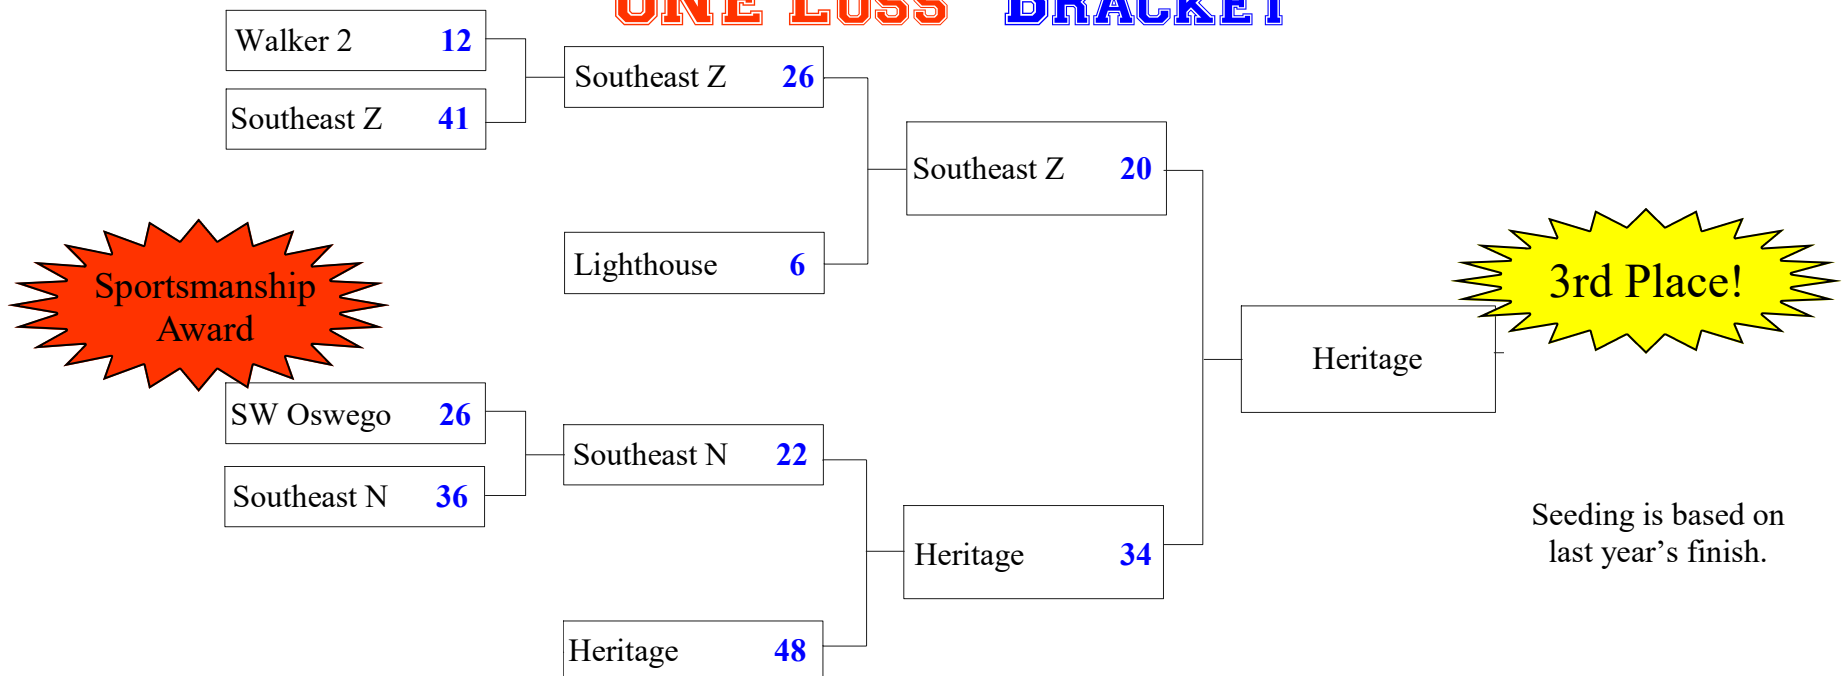 One Loss Bracket
Walker 2 12
Southeast Z 41
Southeast Z 26
Southeast Z 20
Lighthouse 6
Sportsmanship
Award
3rd Place!
Heritage
SW Oswego 26
Southeast N 36
Southeast N 22
Heritage 34
Seeding is based on
last year’s finish.
Heritage 48